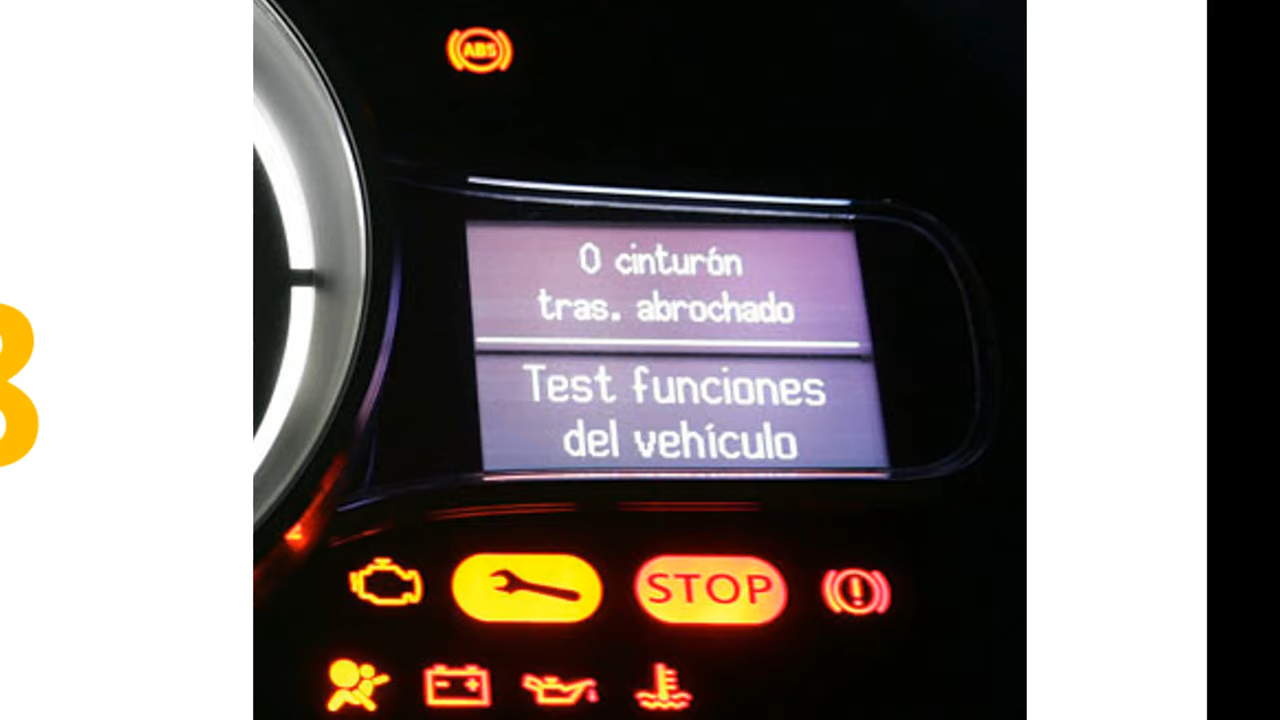 ABS
0 cinturón
tras. abrochado
Test funciones
del vehículo
STOP